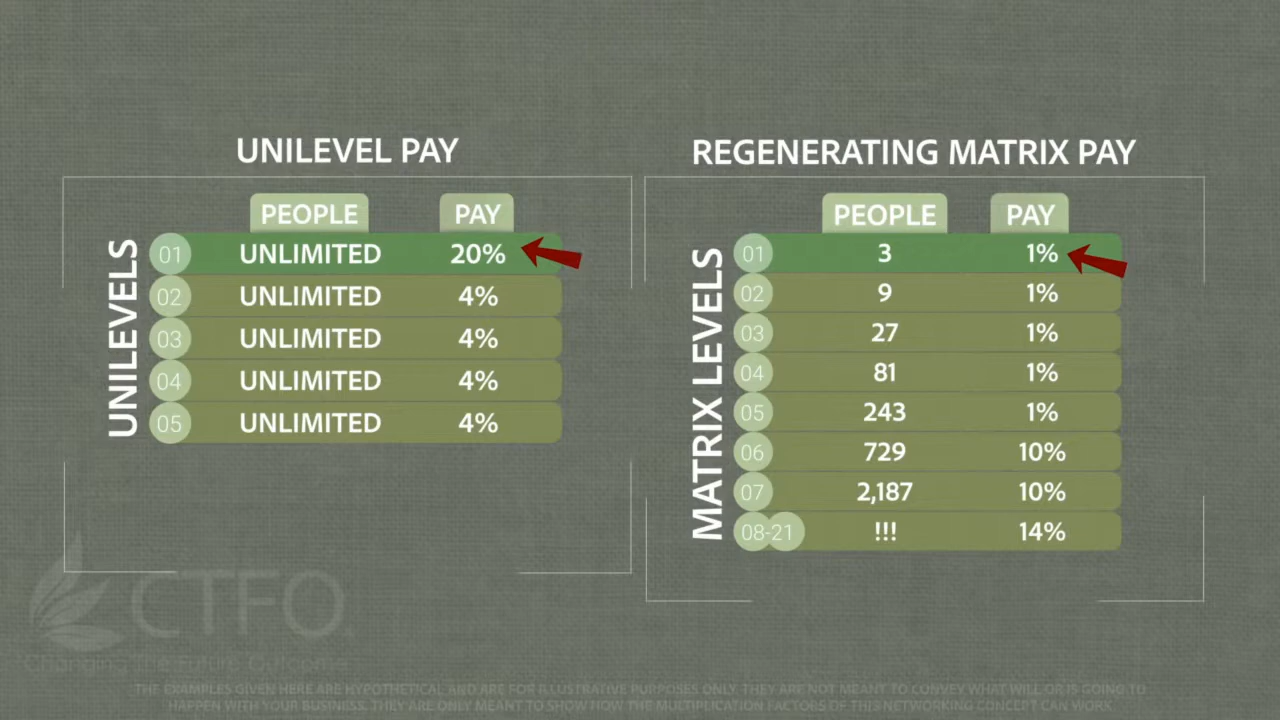 UNILEVEL PAY
PEOPLE PAY
UNILEVELS
01 UNLIMITED 20%
02 UNLIMITED 4%
03 UNLIMITED 4%
04 UNLIMITED 4%
05 UNLIMITED 4%
REGENERATING MATRIX PAY
PEOPLE PAY
MATRIX LEVELS
01 3 1%
02 9 1%
03 27 1%
04 81 1%
05 243 1%
06 729 10%
07 2,187 10%
08-21 !!! 14%
CTFO
Changing The Future Outcome
THE EXAMPLES GIVEN HERE ARE HYPOTHETICAL AND ARE FOR ILLUSTRATIVE PURPOSES ONLY. THEY ARE NOT MEANT TO CONVEY WHAT WILL OR IS GOING TO
HAPPEN WITH YOUR BUSINESS. THEY ARE ONLY MEANT TO SHOW HOW THE MULTIPLICATION FACTORS OF THIS NETWORKING CONCEPT CAN WORK.